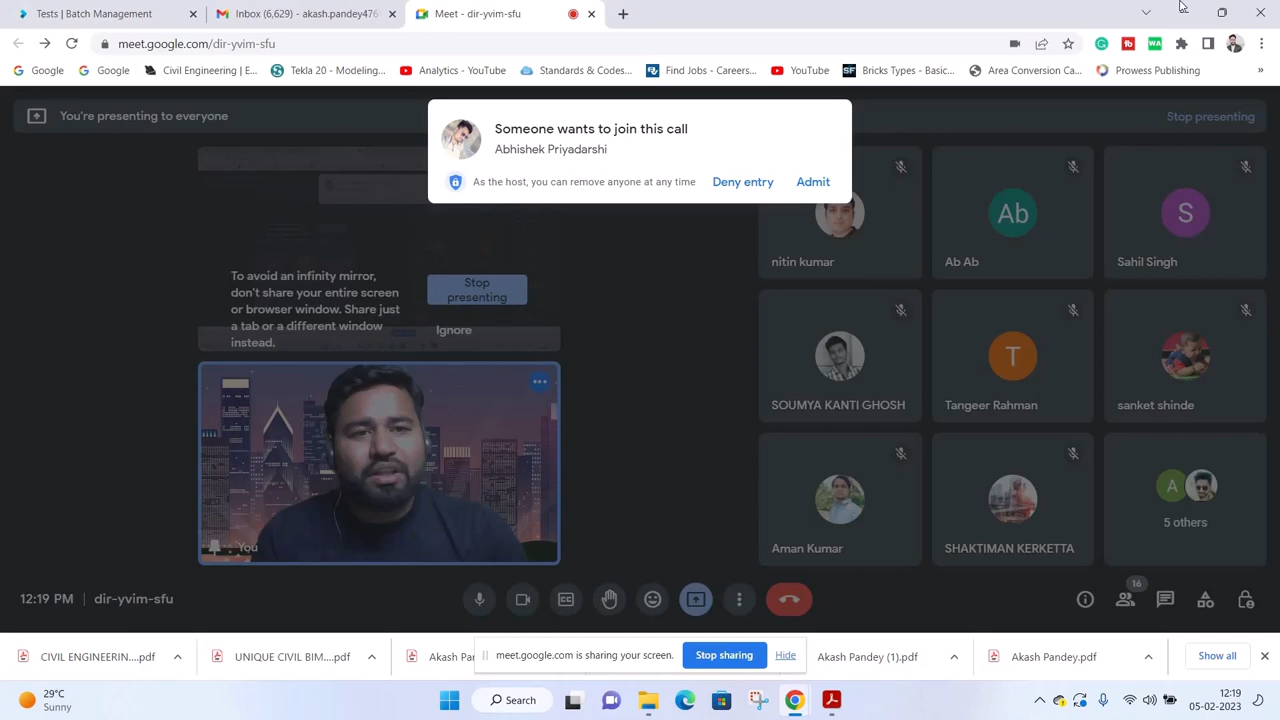 Tests | Batch Management
Inbox (6,629) - akash.pandey476
Meet - dir-yvim-sfu
meet.google.com/dir-yvim-sfu
Google
Google
Civil Engineering | E...
Tekla 20 - Modeling...
Analytics - YouTube
Standards & Codes...
Find Jobs - Careers...
YouTube
Bricks Types - Basic...
Area Conversion Ca...
Prowess Publishing
You're presenting to everyone
Stop presenting
Someone wants to join this call
Abhishek Priyadarshi
As the host, you can remove anyone at any time
Deny entry
Admit
To avoid an infinity mirror,
don't share your entire screen
or browser window. Share just
a tab or a different window
instead.
Stop
presenting
Ignore
You
nitin kumar
Ab
Ab Ab
S
Sahil Singh
SOUMYA KANTI GHOSH
T
Tangeer Rahman
sanket shinde
Aman Kumar
SHAKTIMAN KERKETTA
A
5 others
12:19 PM
dir-yvim-sfu
16
CIVIL ENGINEERIN....pdf
UNIQUE CIVIL BIM....pdf
Akash Pa
meet.google.com is sharing your screen.
Stop sharing
Hide
Akash Pandey (1).pdf
Akash Pandey.pdf
Show all
29°C
Sunny
Search
12:19
05-02-2023